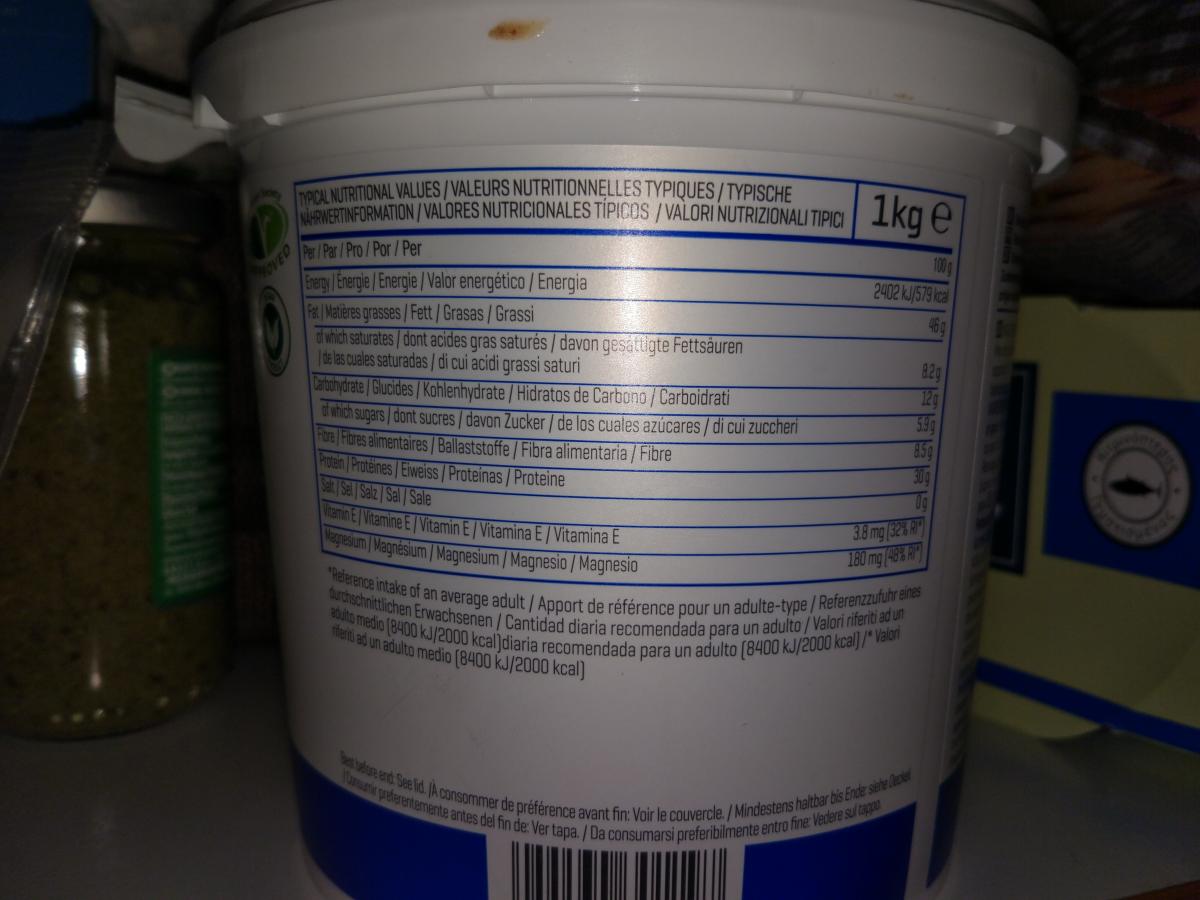 TYPICAL NUTRITIONAL VALUES / VALEURS NUTRITIONNELLES TYPIQUES / TYPISCHE
NÄHRWERTINFORMATION / VALORES NUTRICIONALES TÍPICOS / VALORI NUTRIZIONALI TIPICI
1kg e
Per / Par / Pro / Por / Per 100 g
Energy / Énergie / Energie / Valor energético / Energia 2402 kJ/579 kcal
Fat / Matières grasses / Fett / Grasas / Grassi 46 g
of which saturates / dont acides gras saturés / davon gesättigte Fettsäuren
/ de las cuales saturadas / di cui acidi grassi saturi 8.2 g
Carbohydrate / Glucides / Kohlenhydrate / Hidratos de Carbono / Carboidrati 12 g
of which sugars / dont sucres / davon Zucker / de los cuales azúcares / di cui zuccheri 5.9 g
Fibre / Fibres alimentaires / Ballaststoffe / Fibra alimentaria / Fibre 8.5 g
Protein / Protéines / Eiweiss / Proteínas / Proteine 30 g
Salt / Sel / Salz / Sal / Sale 0 g
Vitamin E / Vitamine E / Vitamin E / Vitamina E / Vitamina E 3.8 mg (32% RI*)
Magnesium / Magnésium / Magnesium / Magnesio / Magnesio 180 mg (48% RI*)
*Reference intake of an average adult / Apport de référence pour un adulte-type / Referenzzufuhr eines
durchschnittlichen Erwachsenen / Cantidad diaria recomendada para un adulto / Valori riferiti ad un
adulto medio (8400 kJ/2000 kcal)diaria recomendada para un adulto (8400 kJ/2000 kcal) /* Valori
riferiti ad un adulto medio (8400 kJ/2000 kcal)
Best before end: See lid. /À consommer de préférence avant fin: Voir le couvercle. / Mindestens haltbar bis Ende: siehe Deckel
/ Consumir preferentemente antes del fin de: Ver tapa. / Da consumarsi preferibilmente entro fine: Vedere sul tappo.